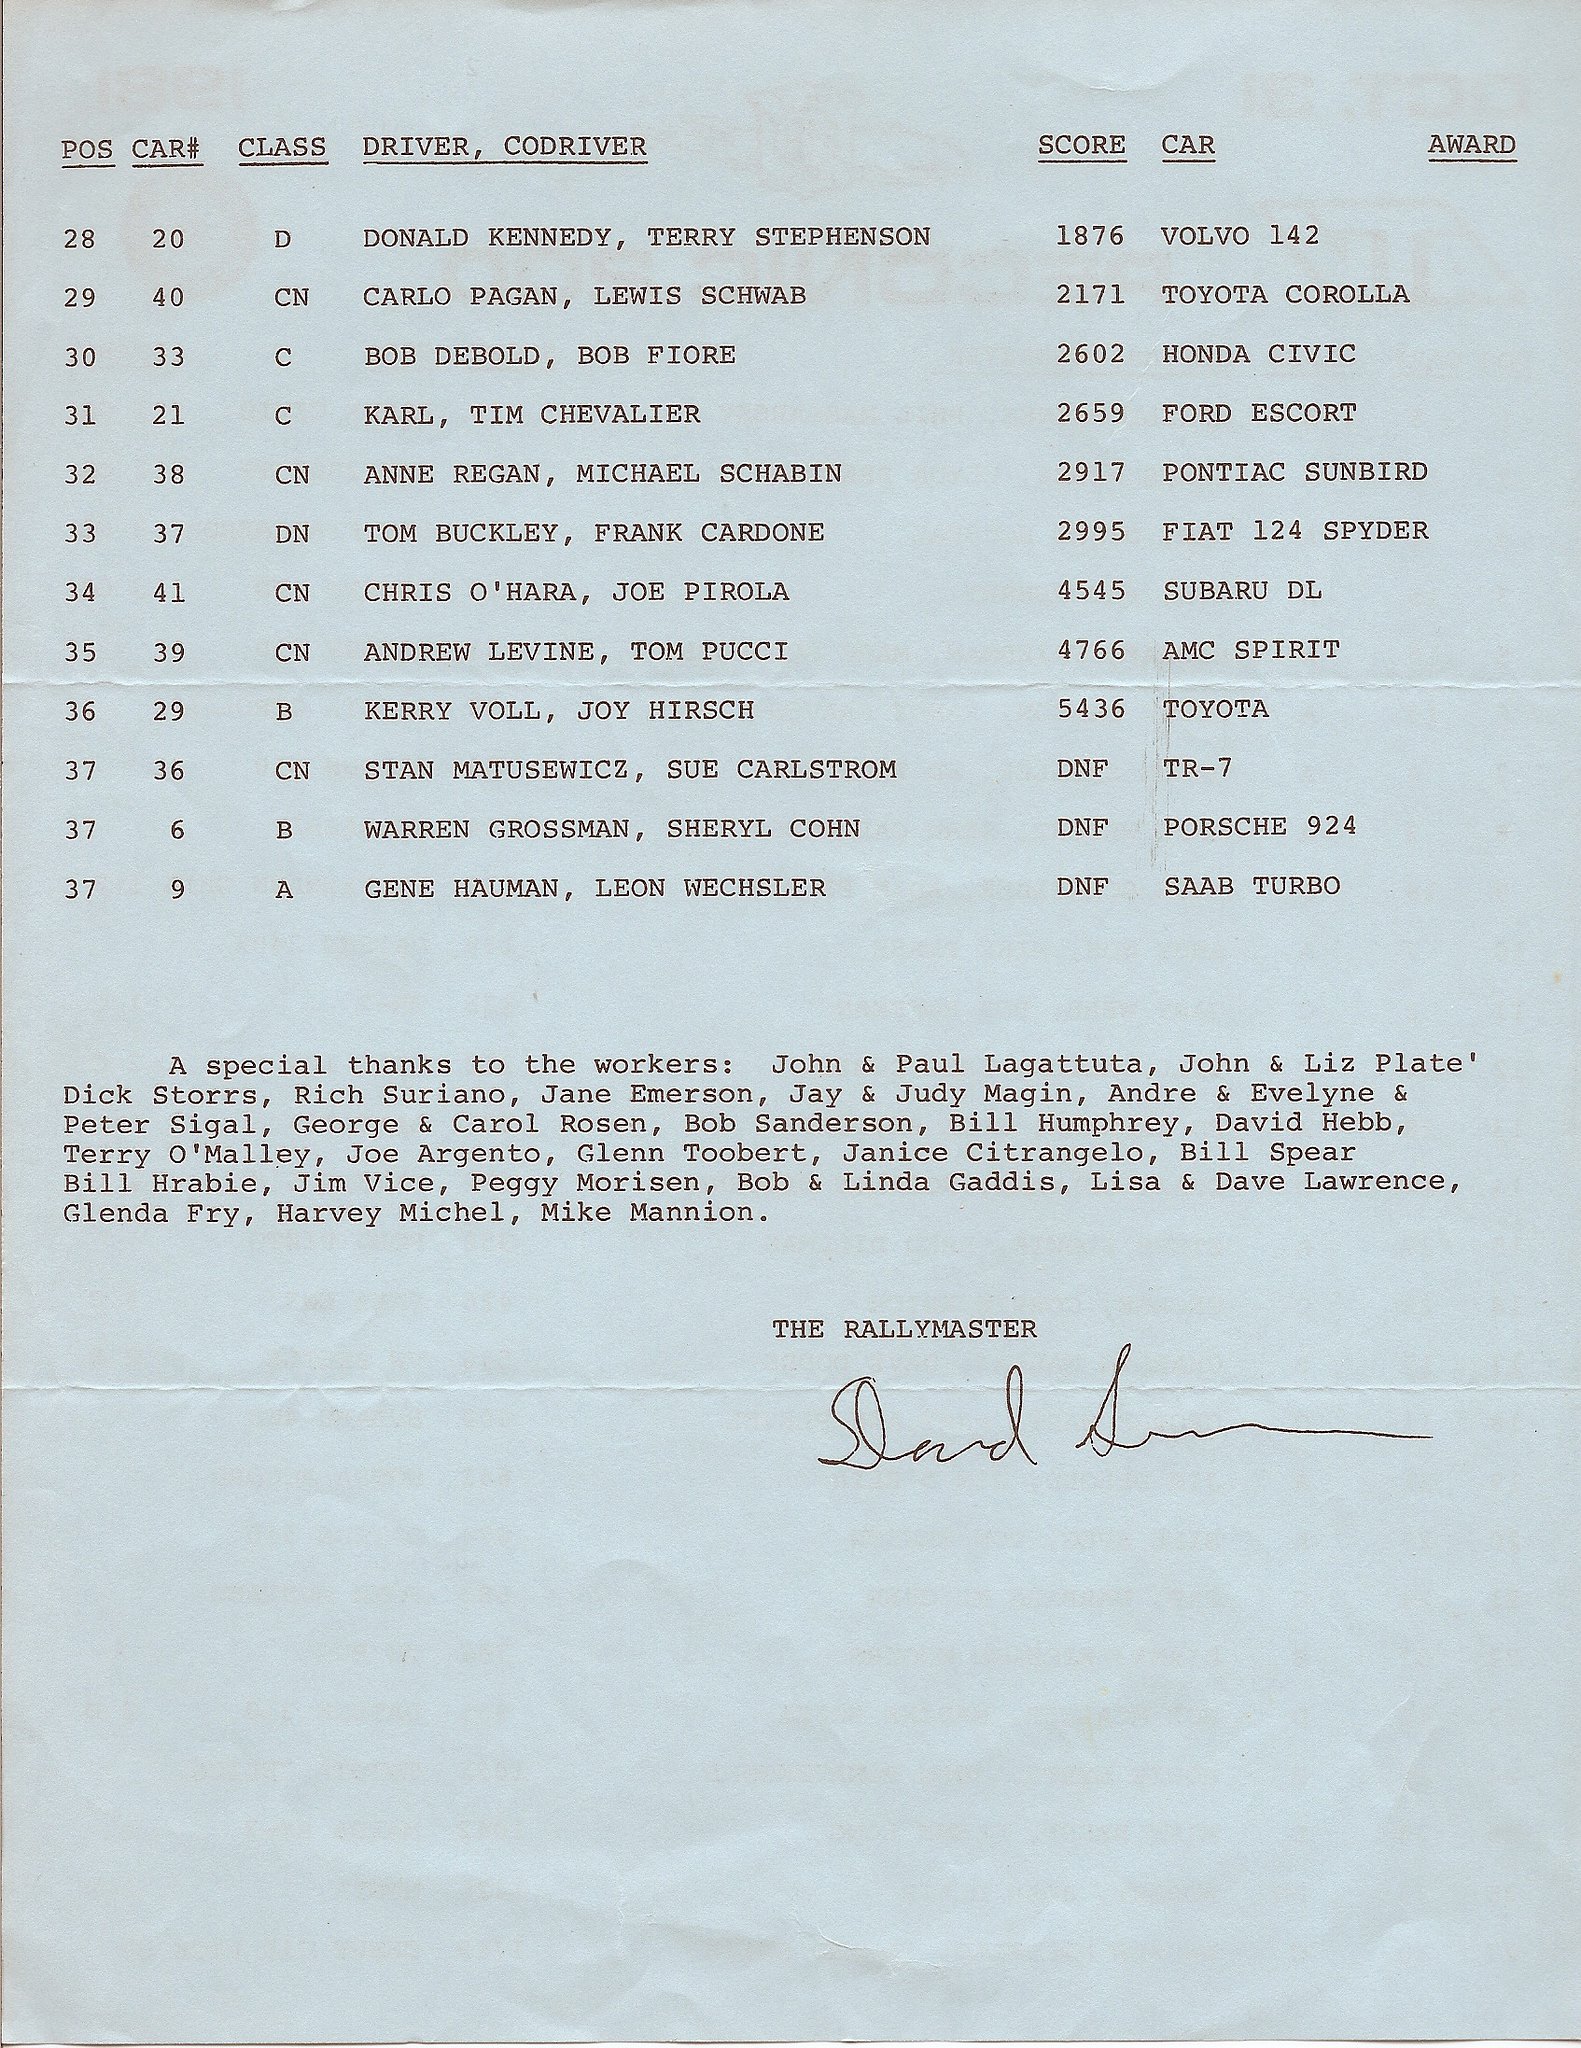 POS CAR# CLASS DRIVER, CODRIVER SCORE CAR AWARD
28 20 D DONALD KENNEDY, TERRY STEPHENSON 1876 VOLVO 142
29 40 CN CARLO PAGAN, LEWIS SCHWAB 2171 TOYOTA COROLLA
30 33 C BOB DEBOLD, BOB FIORE 2602 HONDA CIVIC
31 21 C KARL, TIM CHEVALIER 2659 FORD ESCORT
32 38 CN ANNE REGAN, MICHAEL SCHABIN 2917 PONTIAC SUNBIRD
33 37 DN TOM BUCKLEY, FRANK CARDONE 2995 FIAT 124 SPYDER
34 41 CN CHRIS O'HARA, JOE PIROLA 4545 SUBARU DL
35 39 CN ANDREW LEVINE, TOM PUCCI 4766 AMC SPIRIT
36 29 B KERRY VOLL, JOY HIRSCH 5436 TOYOTA
37 36 CN STAN MATUSEWICZ, SUE CARLSTROM DNF TR-7
37 6 B WARREN GROSSMAN, SHERYL COHN DNF PORSCHE 924
37 9 A GENE HAUMAN, LEON WECHSLER DNF SAAB TURBO
A special thanks to the workers: John & Paul Lagattuta, John & Liz Plate'
Dick Storrs, Rich Suriano, Jane Emerson, Jay & Judy Magin, Andre & Evelyne &
Peter Sigal, George & Carol Rosen, Bob Sanderson, Bill Humphrey, David Hebb,
Terry O'Malley, Joe Argento, Glenn Toobert, Janice Citrangelo, Bill Spear
Bill Hrabie, Jim Vice, Peggy Morisen, Bob & Linda Gaddis, Lisa & Dave Lawrence,
Glenda Fry, Harvey Michel, Mike Mannion.
THE RALLYMASTER